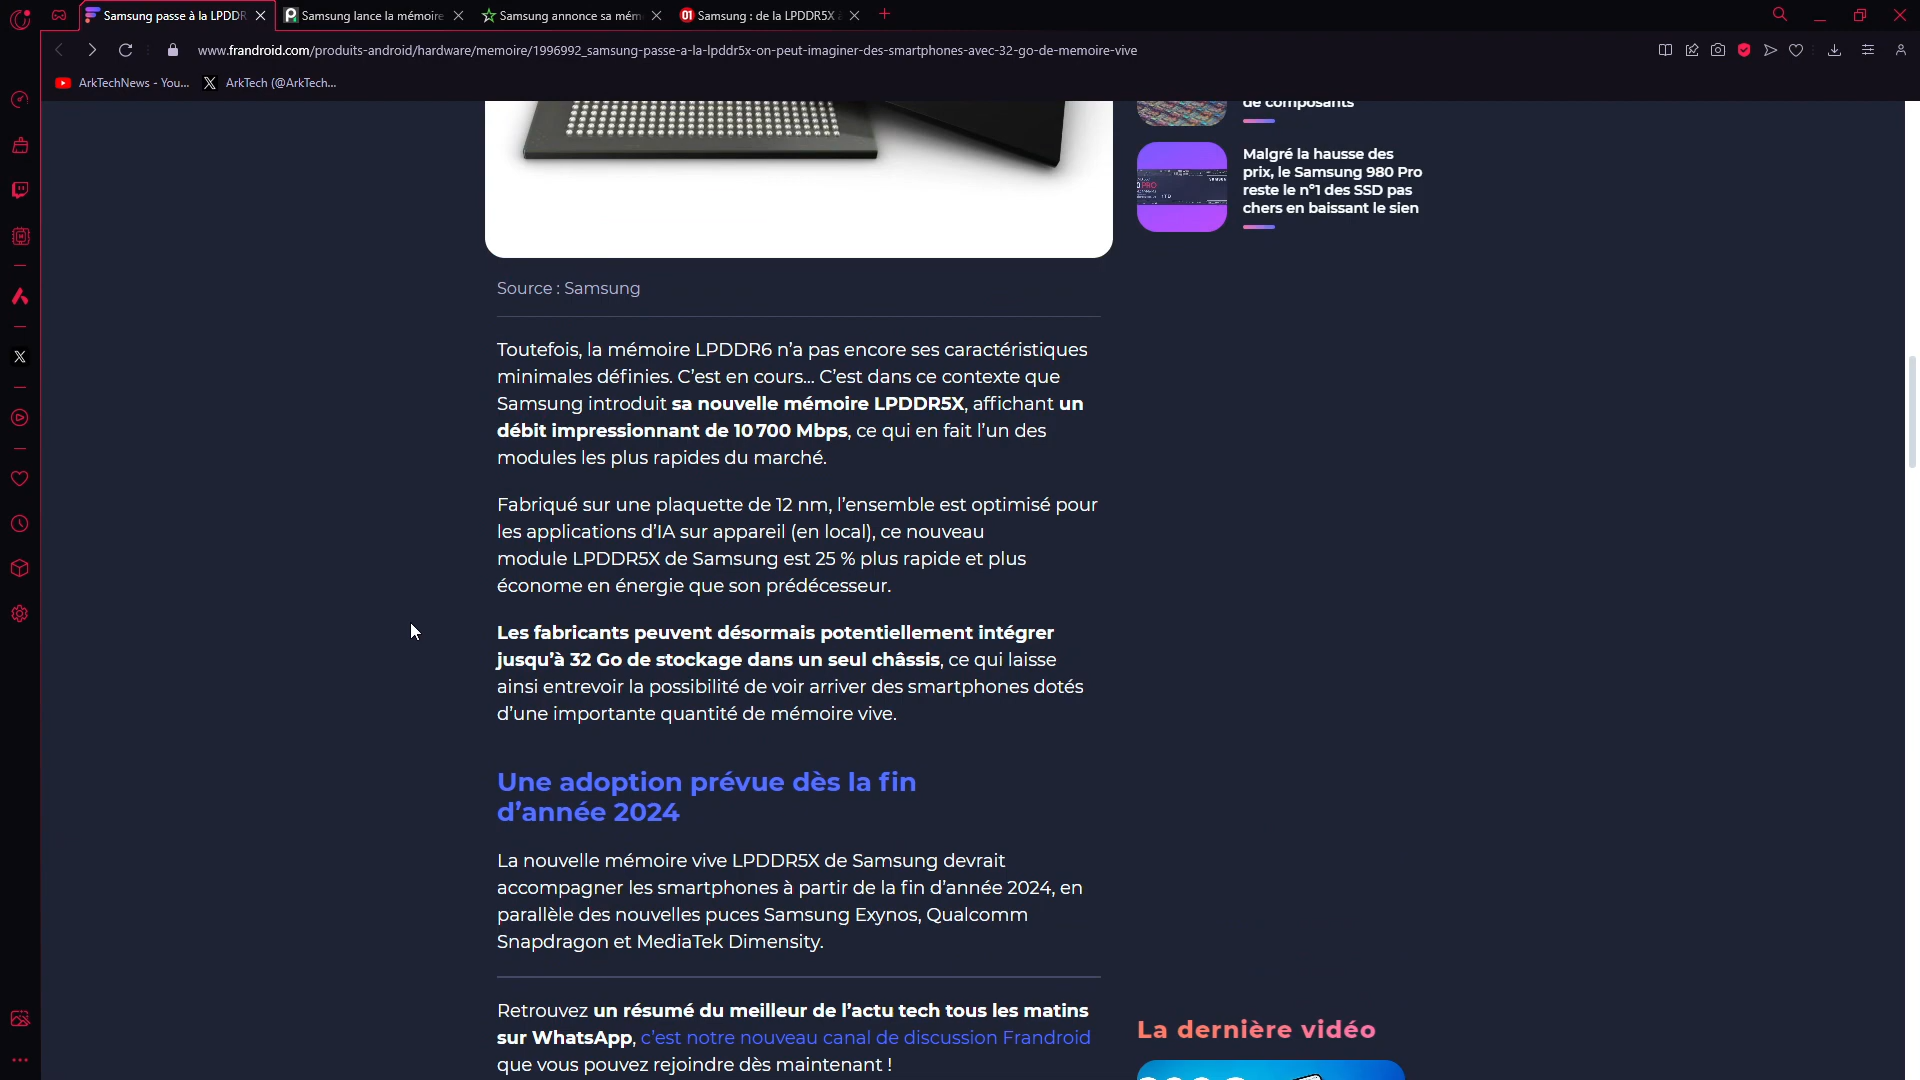 Samsung passe à la LPDDR
Samsung lance la mémoire
Samsung annonce sa mém
01
Samsung : de la LPDDR5X à
www.frandroid.com/produits-android/hardware/memoire/1996992_samsung-passe-a-la-lpddr5x-on-peut-imaginer-des-smartphones-avec-32-go-de-memoire-vive
ArkTechNews - You...
ArkTech (@ArkTech...
de composants
Malgré la hausse des
prix, le Samsung 980 Pro
reste le n°1 des SSD pas
chers en baissant le sien
Source : Samsung
Toutefois, la mémoire LPDDR6 n’a pas encore ses caractéristiques
minimales définies. C’est en cours… C’est dans ce contexte que
Samsung introduit sa nouvelle mémoire LPDDR5X, affichant un
débit impressionnant de 10 700 Mbps, ce qui en fait l’un des
modules les plus rapides du marché.
Fabriqué sur une plaquette de 12 nm, l’ensemble est optimisé pour
les applications d’IA sur appareil (en local), ce nouveau
module LPDDR5X de Samsung est 25 % plus rapide et plus
économe en énergie que son prédécesseur.
Les fabricants peuvent désormais potentiellement intégrer
jusqu’à 32 Go de stockage dans un seul châssis, ce qui laisse
ainsi entrevoir la possibilité de voir arriver des smartphones dotés
d’une importante quantité de mémoire vive.
Une adoption prévue dès la fin
d’année 2024
La nouvelle mémoire vive LPDDR5X de Samsung devrait
accompagner les smartphones à partir de la fin d’année 2024, en
parallèle des nouvelles puces Samsung Exynos, Qualcomm
Snapdragon et MediaTek Dimensity.
Retrouvez un résumé du meilleur de l’actu tech tous les matins
sur WhatsApp, c’est notre nouveau canal de discussion Frandroid
que vous pouvez rejoindre dès maintenant !
La dernière vidéo